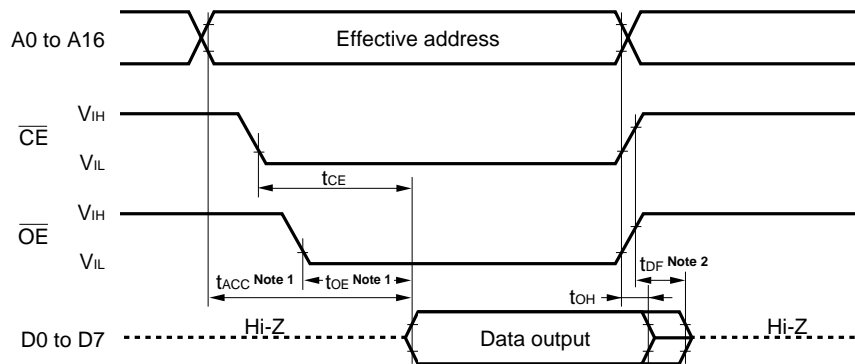 A0 to A16
Effective address
CE
VIH
VIL
tCE
OE
VIH
VIL
tACC Note 1
tOE Note 1
tDF Note 2
tOH
D0 to D7
Hi-Z
Data output
Hi-Z